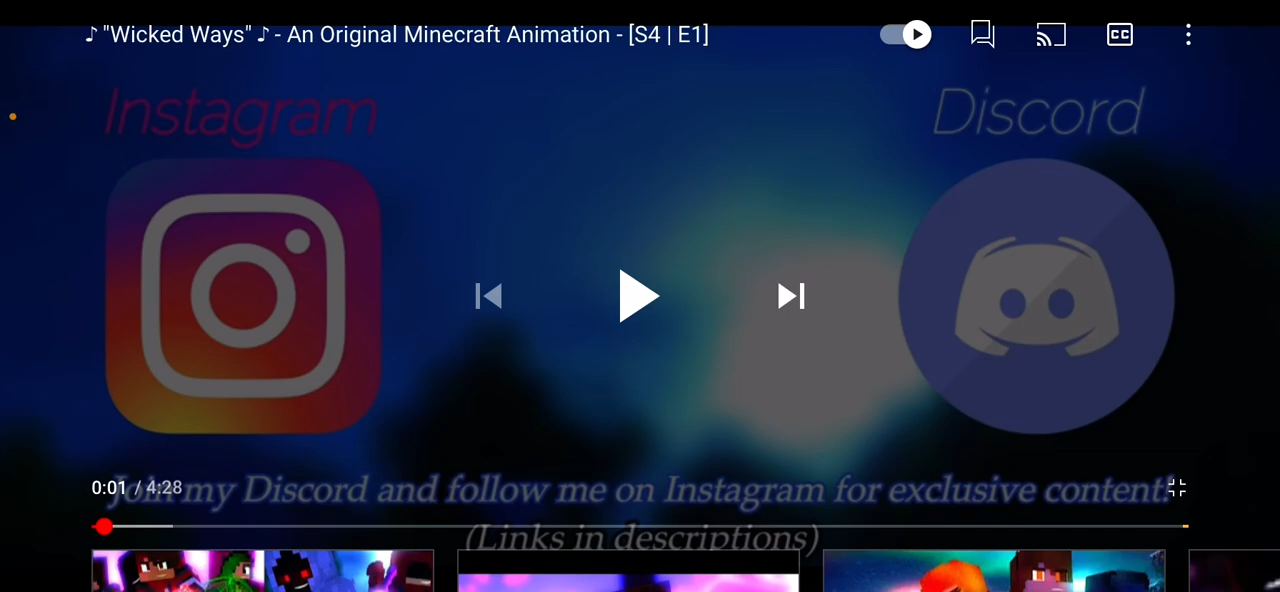 ♪ "Wicked Ways" ♪ - An Original Minecraft Animation - [S4 | E1]
CC
Instagram
Discord
0:01 / 4:28
my Discord and follow me on Instagram for exclusive content!
(Links in descriptions)